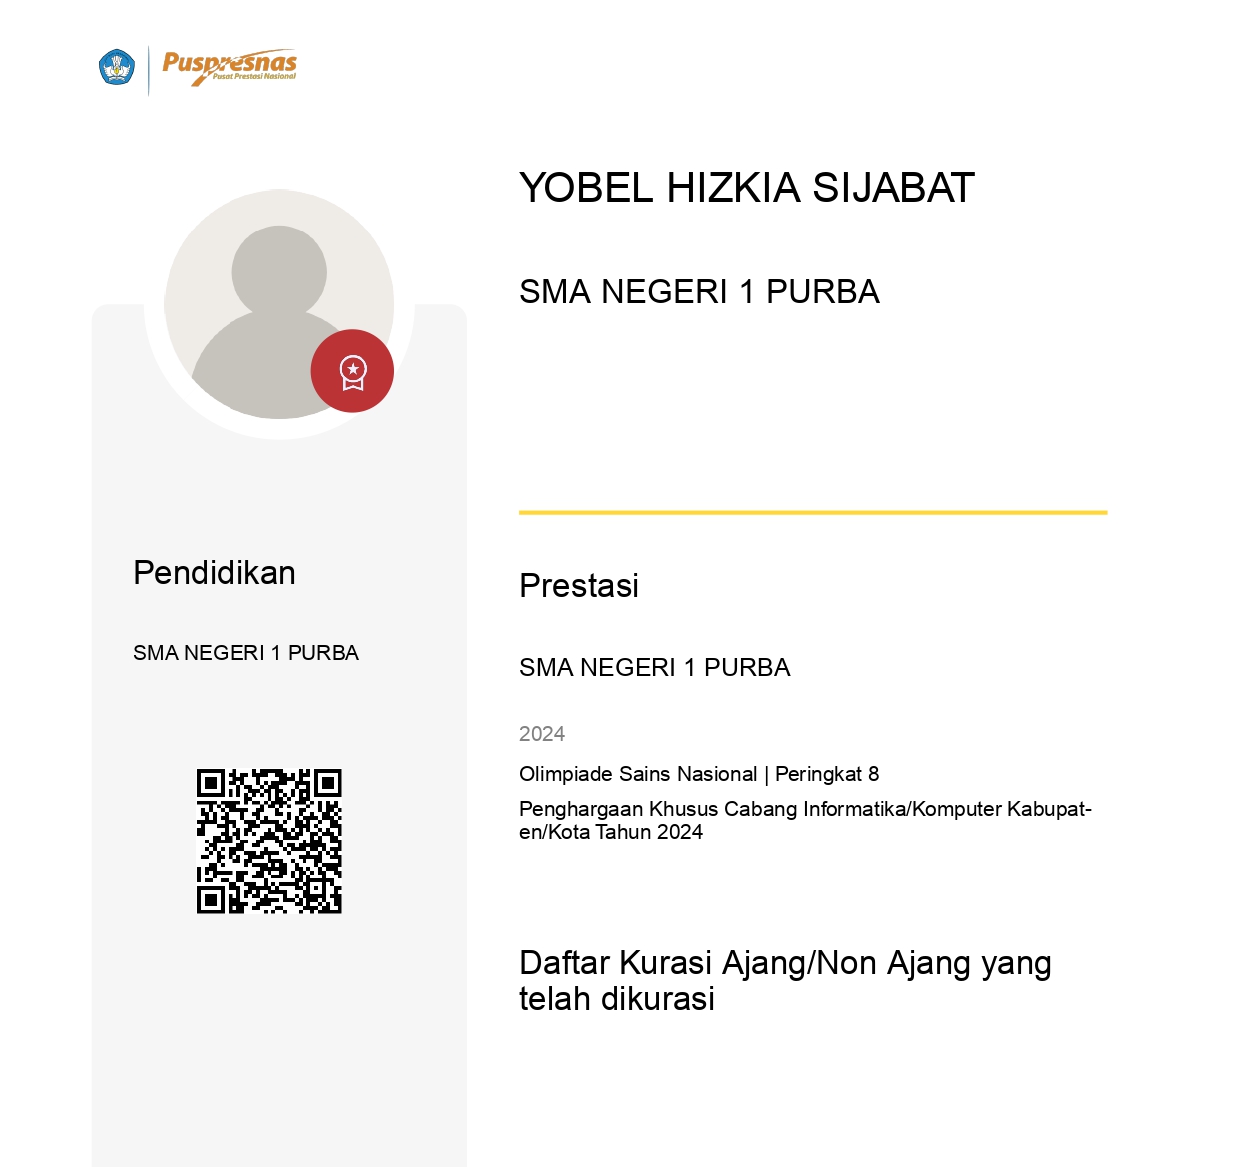 Puspresnas
Pusat Prestasi Nasional
YOBEL HIZKIA SIJABAT
SMA NEGERI 1 PURBA
Pendidikan
SMA NEGERI 1 PURBA
Prestasi
SMA NEGERI 1 PURBA
2024
Olimpiade Sains Nasional | Peringkat 8
Penghargaan Khusus Cabang Informatika/Komputer Kabupat-
en/Kota Tahun 2024
Daftar Kurasi Ajang/Non Ajang yang
telah dikurasi